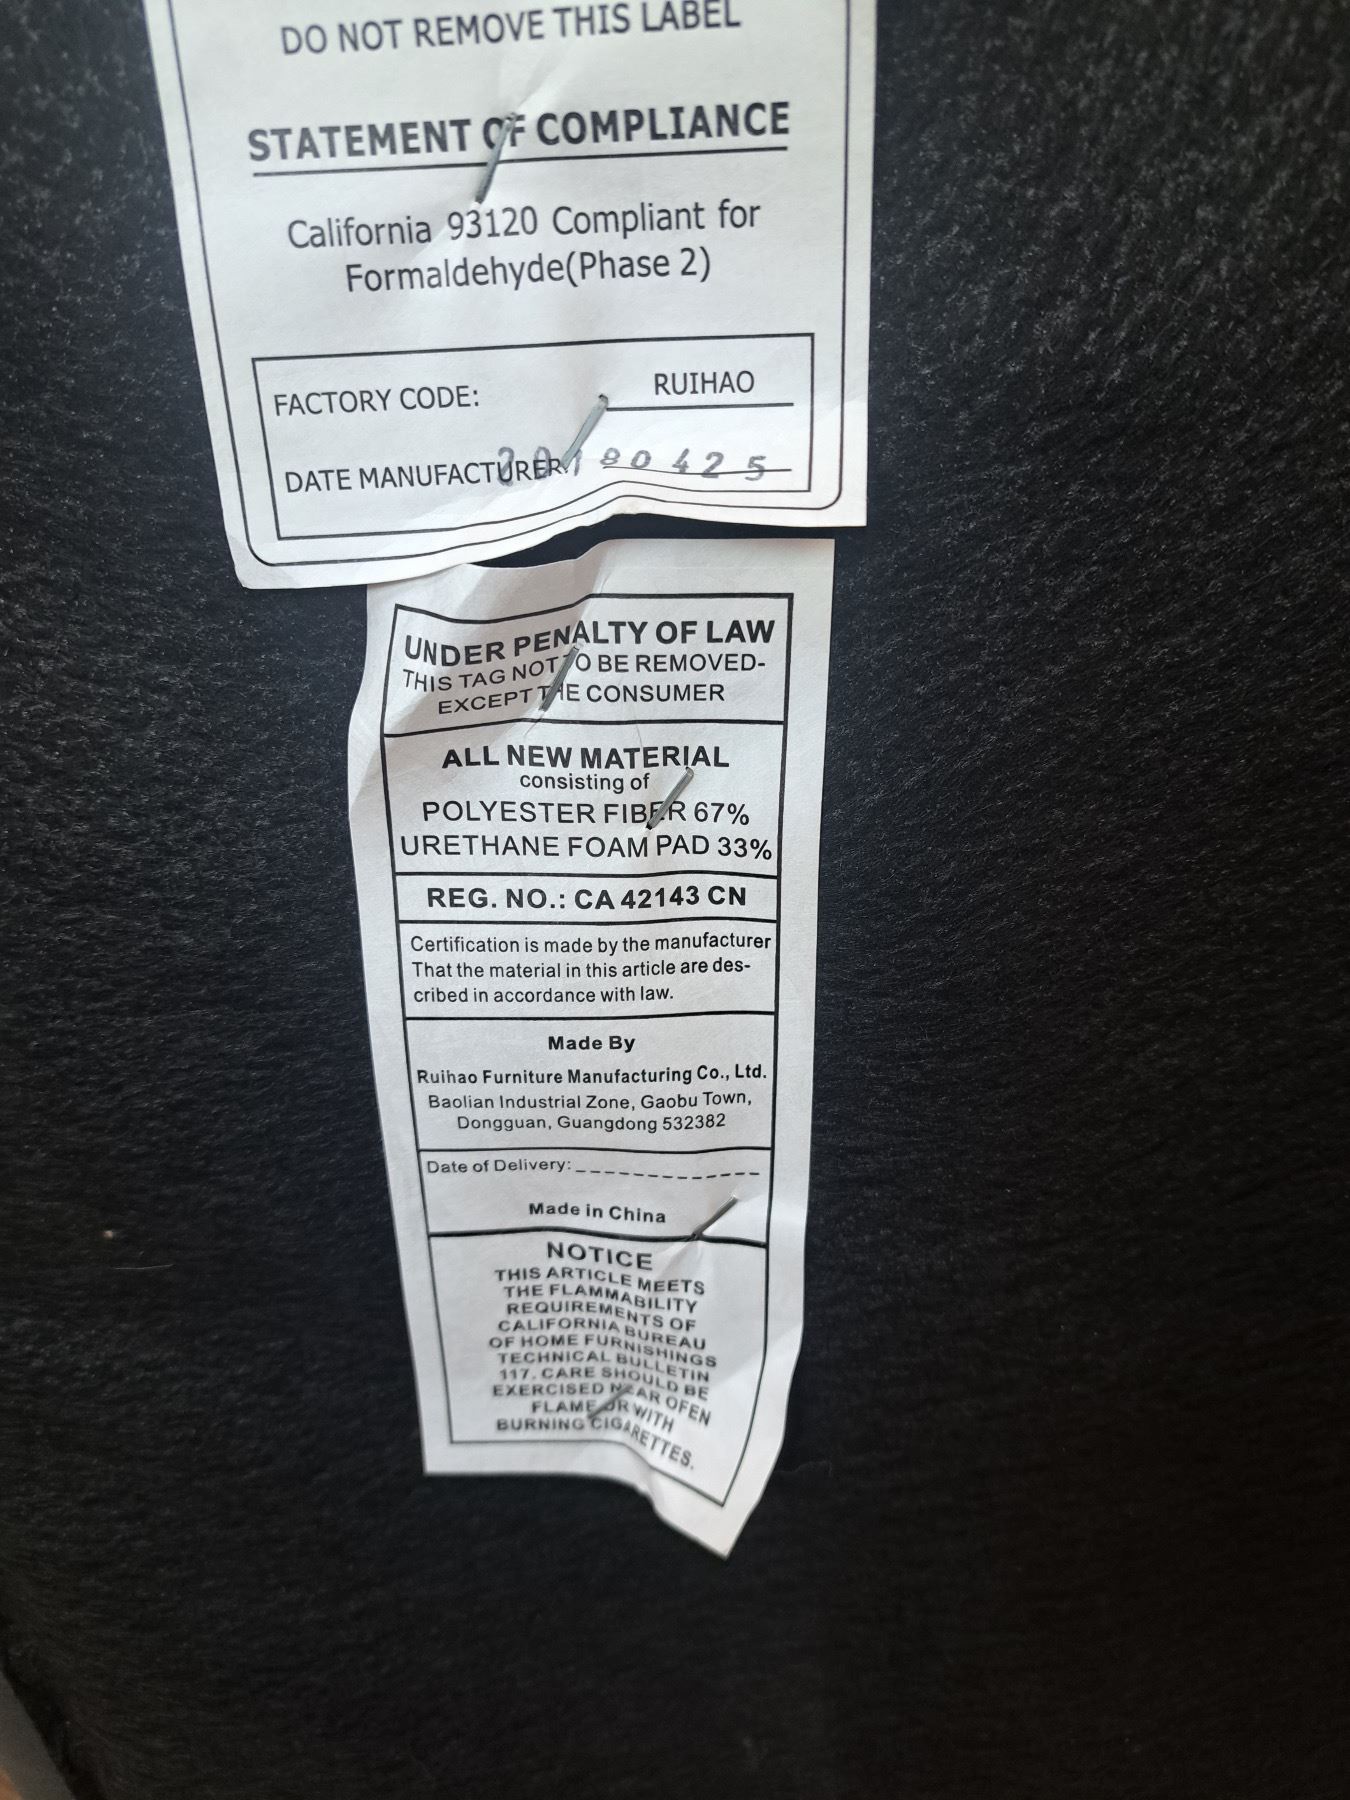 DO NOT REMOVE THIS LABEL
STATEMENT OF COMPLIANCE
California 93120 Compliant for
Formaldehyde(Phase 2)
FACTORY CODE: RUIHAO
DATE MANUFACTURER: 20180425
UNDER PENALTY OF LAW
THIS TAG NOT TO BE REMOVED-
EXCEPT THE CONSUMER
ALL NEW MATERIAL
consisting of
POLYESTER FIBER 67%
URETHANE FOAM PAD 33%
REG. NO.: CA 42143 CN
Certification is made by the manufacturer
That the material in this article are des-
cribed in accordance with law.
Made By
Ruihao Furniture Manufacturing Co., Ltd.
Baolian Industrial Zone, Gaobu Town,
Dongguan, Guangdong 532382
Date of Delivery:
Made in China
NOTICE
THIS ARTICLE MEETS
THE FLAMMABILITY
REQUIREMENTS OF
CALIFORNIA BUREAU
OF HOME FURNISHINGS
TECHNICAL BULLETIN
117. CARE SHOULD BE
EXERCISED NEAR OFEN
FLAME OR WITH
BURNING CIGARETTES.